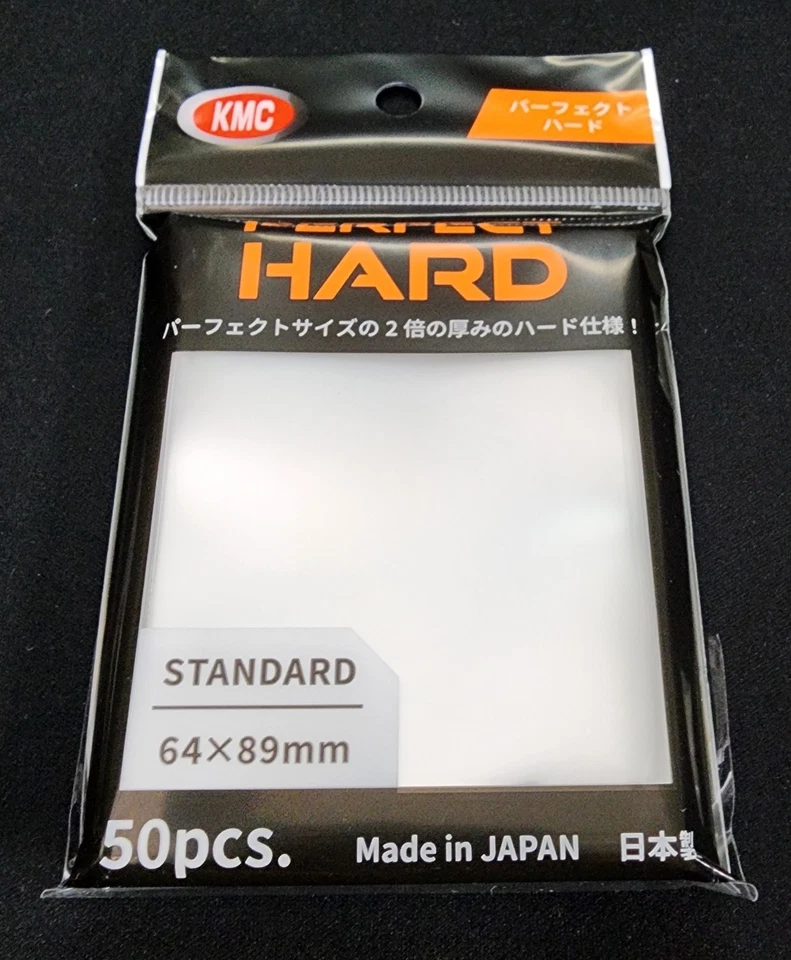 KMC
パーフェクト
ハード
PERFECT
HARD
パーフェクトサイズの2倍の厚みのハード仕様！
STANDARD
64×89mm
50pcs.
Made in JAPAN
日本製